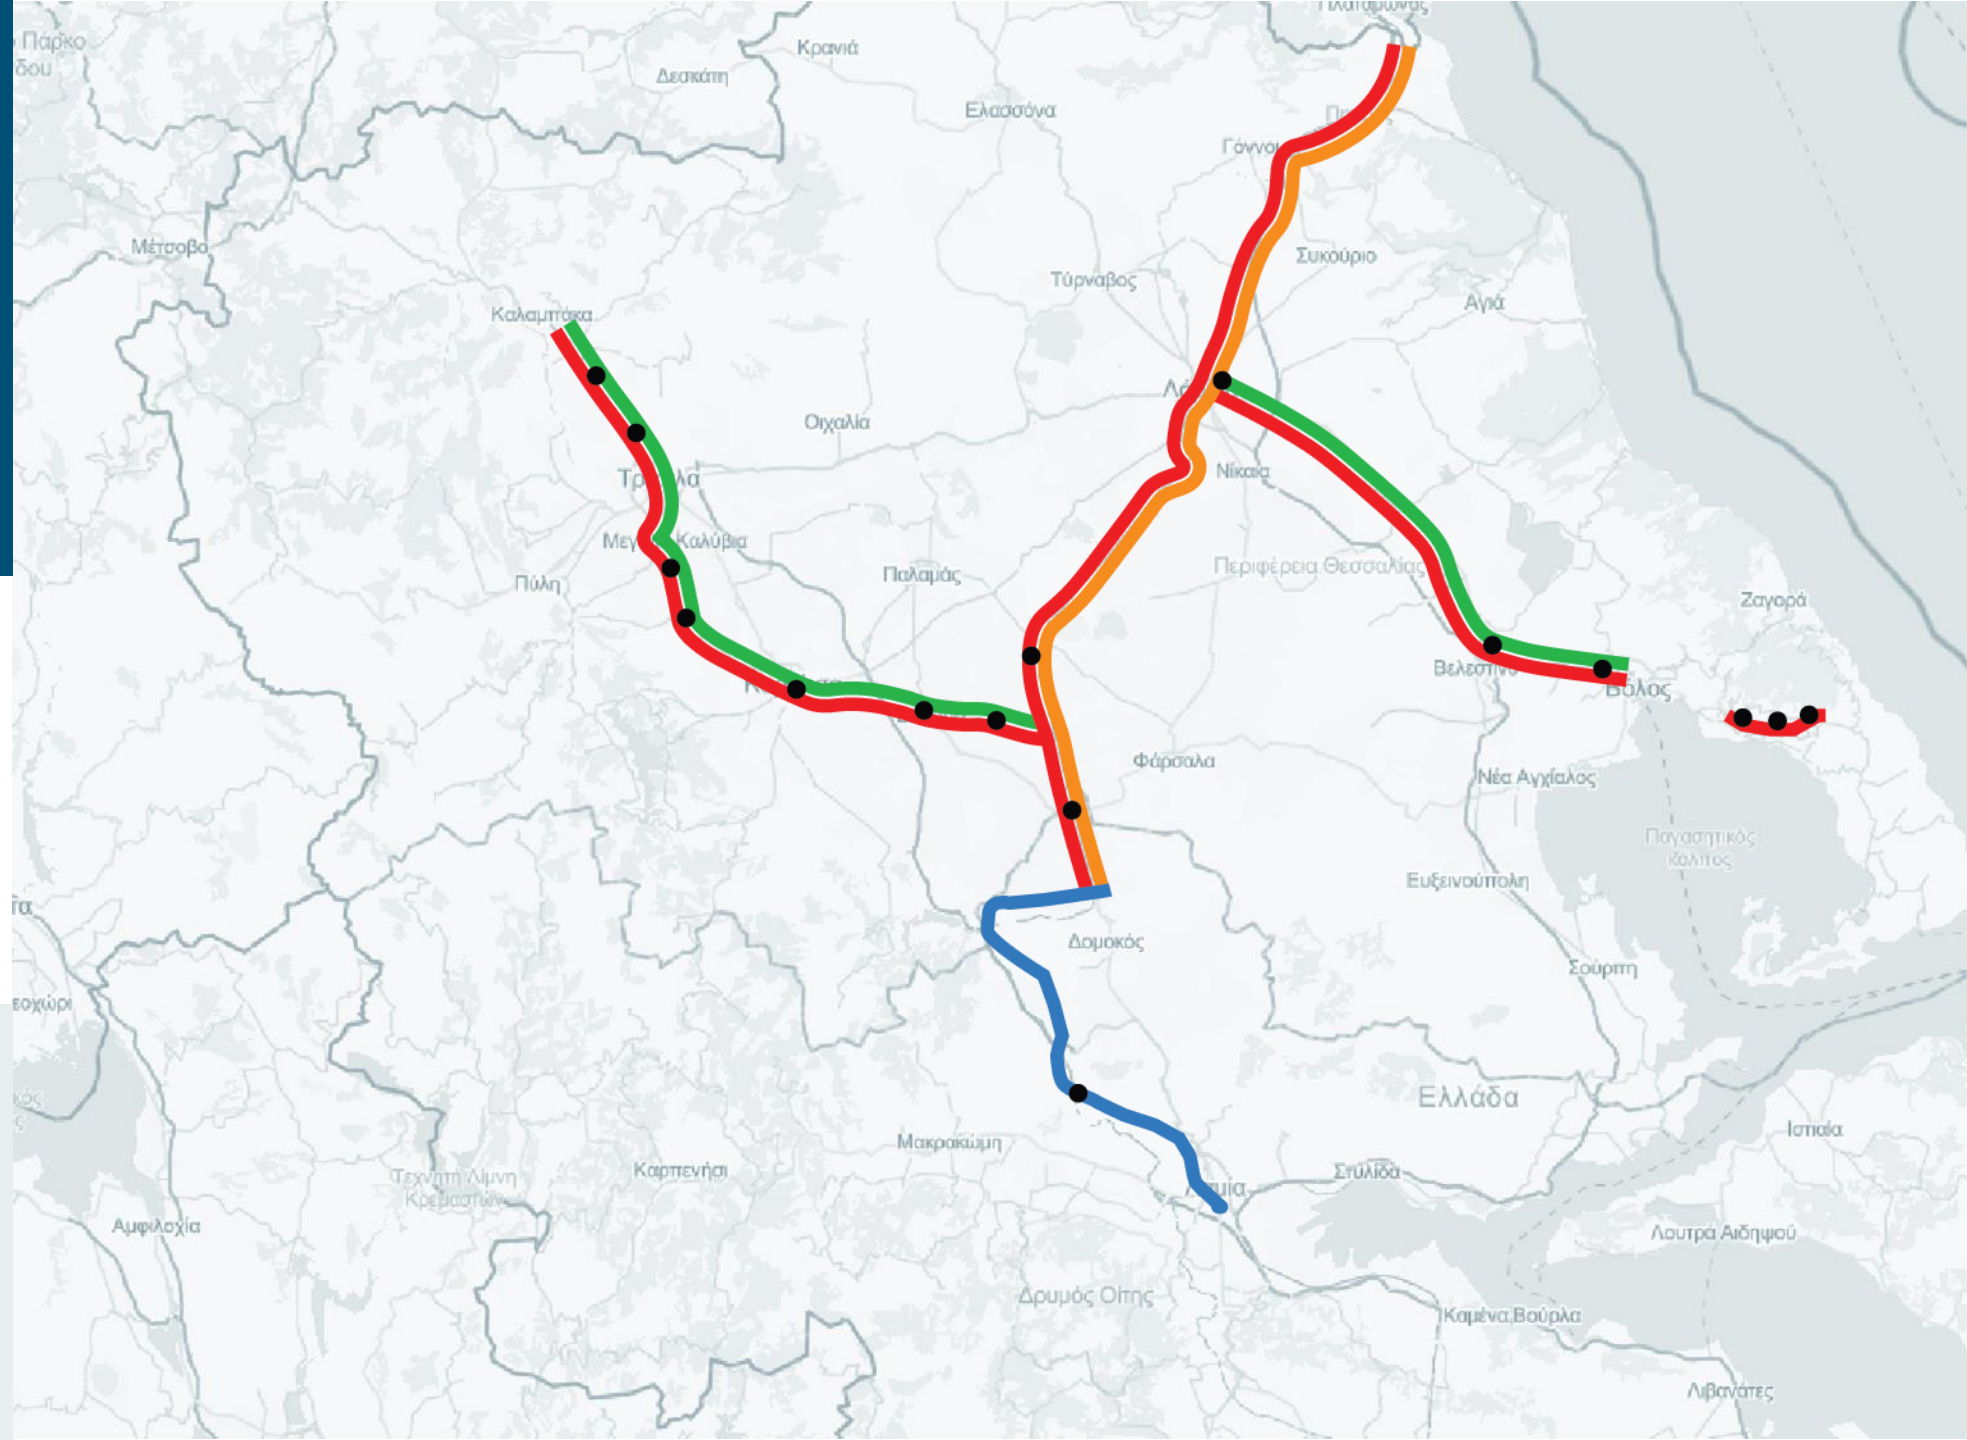 Πλαταμώνας
Πάρκο
δου
Κρανιά
Δεσκάτη
Ελασσόνα
Μέτσοβο
Συκούριο
Τύρναβος
Αγιά
Καλαμπάκα
Οιχαλία
Νίκαια
Καλύβια
Περιφέρεια Θεσσαλίας
Παλαμάς
Πύλη
Ζαγορά
Βόλος
Φάρσαλα
Νέα Αγχίαλος
Παγασητικός
Κόλπος
Ευξεινούπολη
Δομοκός
Σούρπη
εοχώρι
Ελλάδα
Ιστιαία
Μακρακώμη
Καρπενήσι
Στυλίδα
Τεχνητή Λίμνη
Κρεμαστών
Αμφιλοχία
Λουτρά Αιδηψού
Δρυμός Οίτης
Καμένα Βούρλα
Λιβανάτες